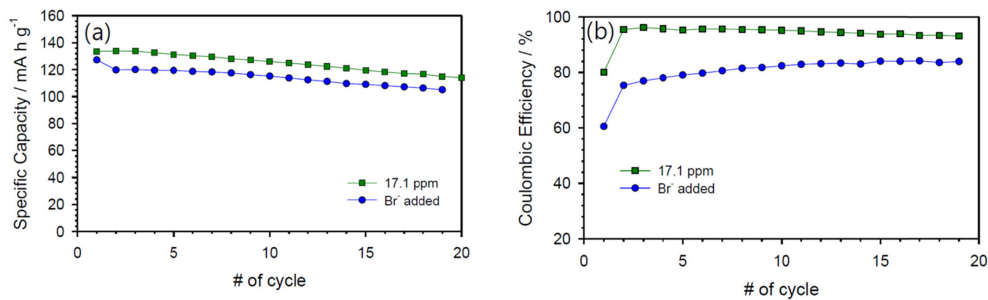 (a)
Specific Capacity / mA h g⁻¹
160
140
120
100
80
60
40
20
0
17.1 ppm
Br⁻ added
0
5
10
15
20
# of cycle
(b)
Coulombic Efficiency / %
100
80
60
40
20
17.1 ppm
Br⁻ added
0
5
10
15
20
# of cycle